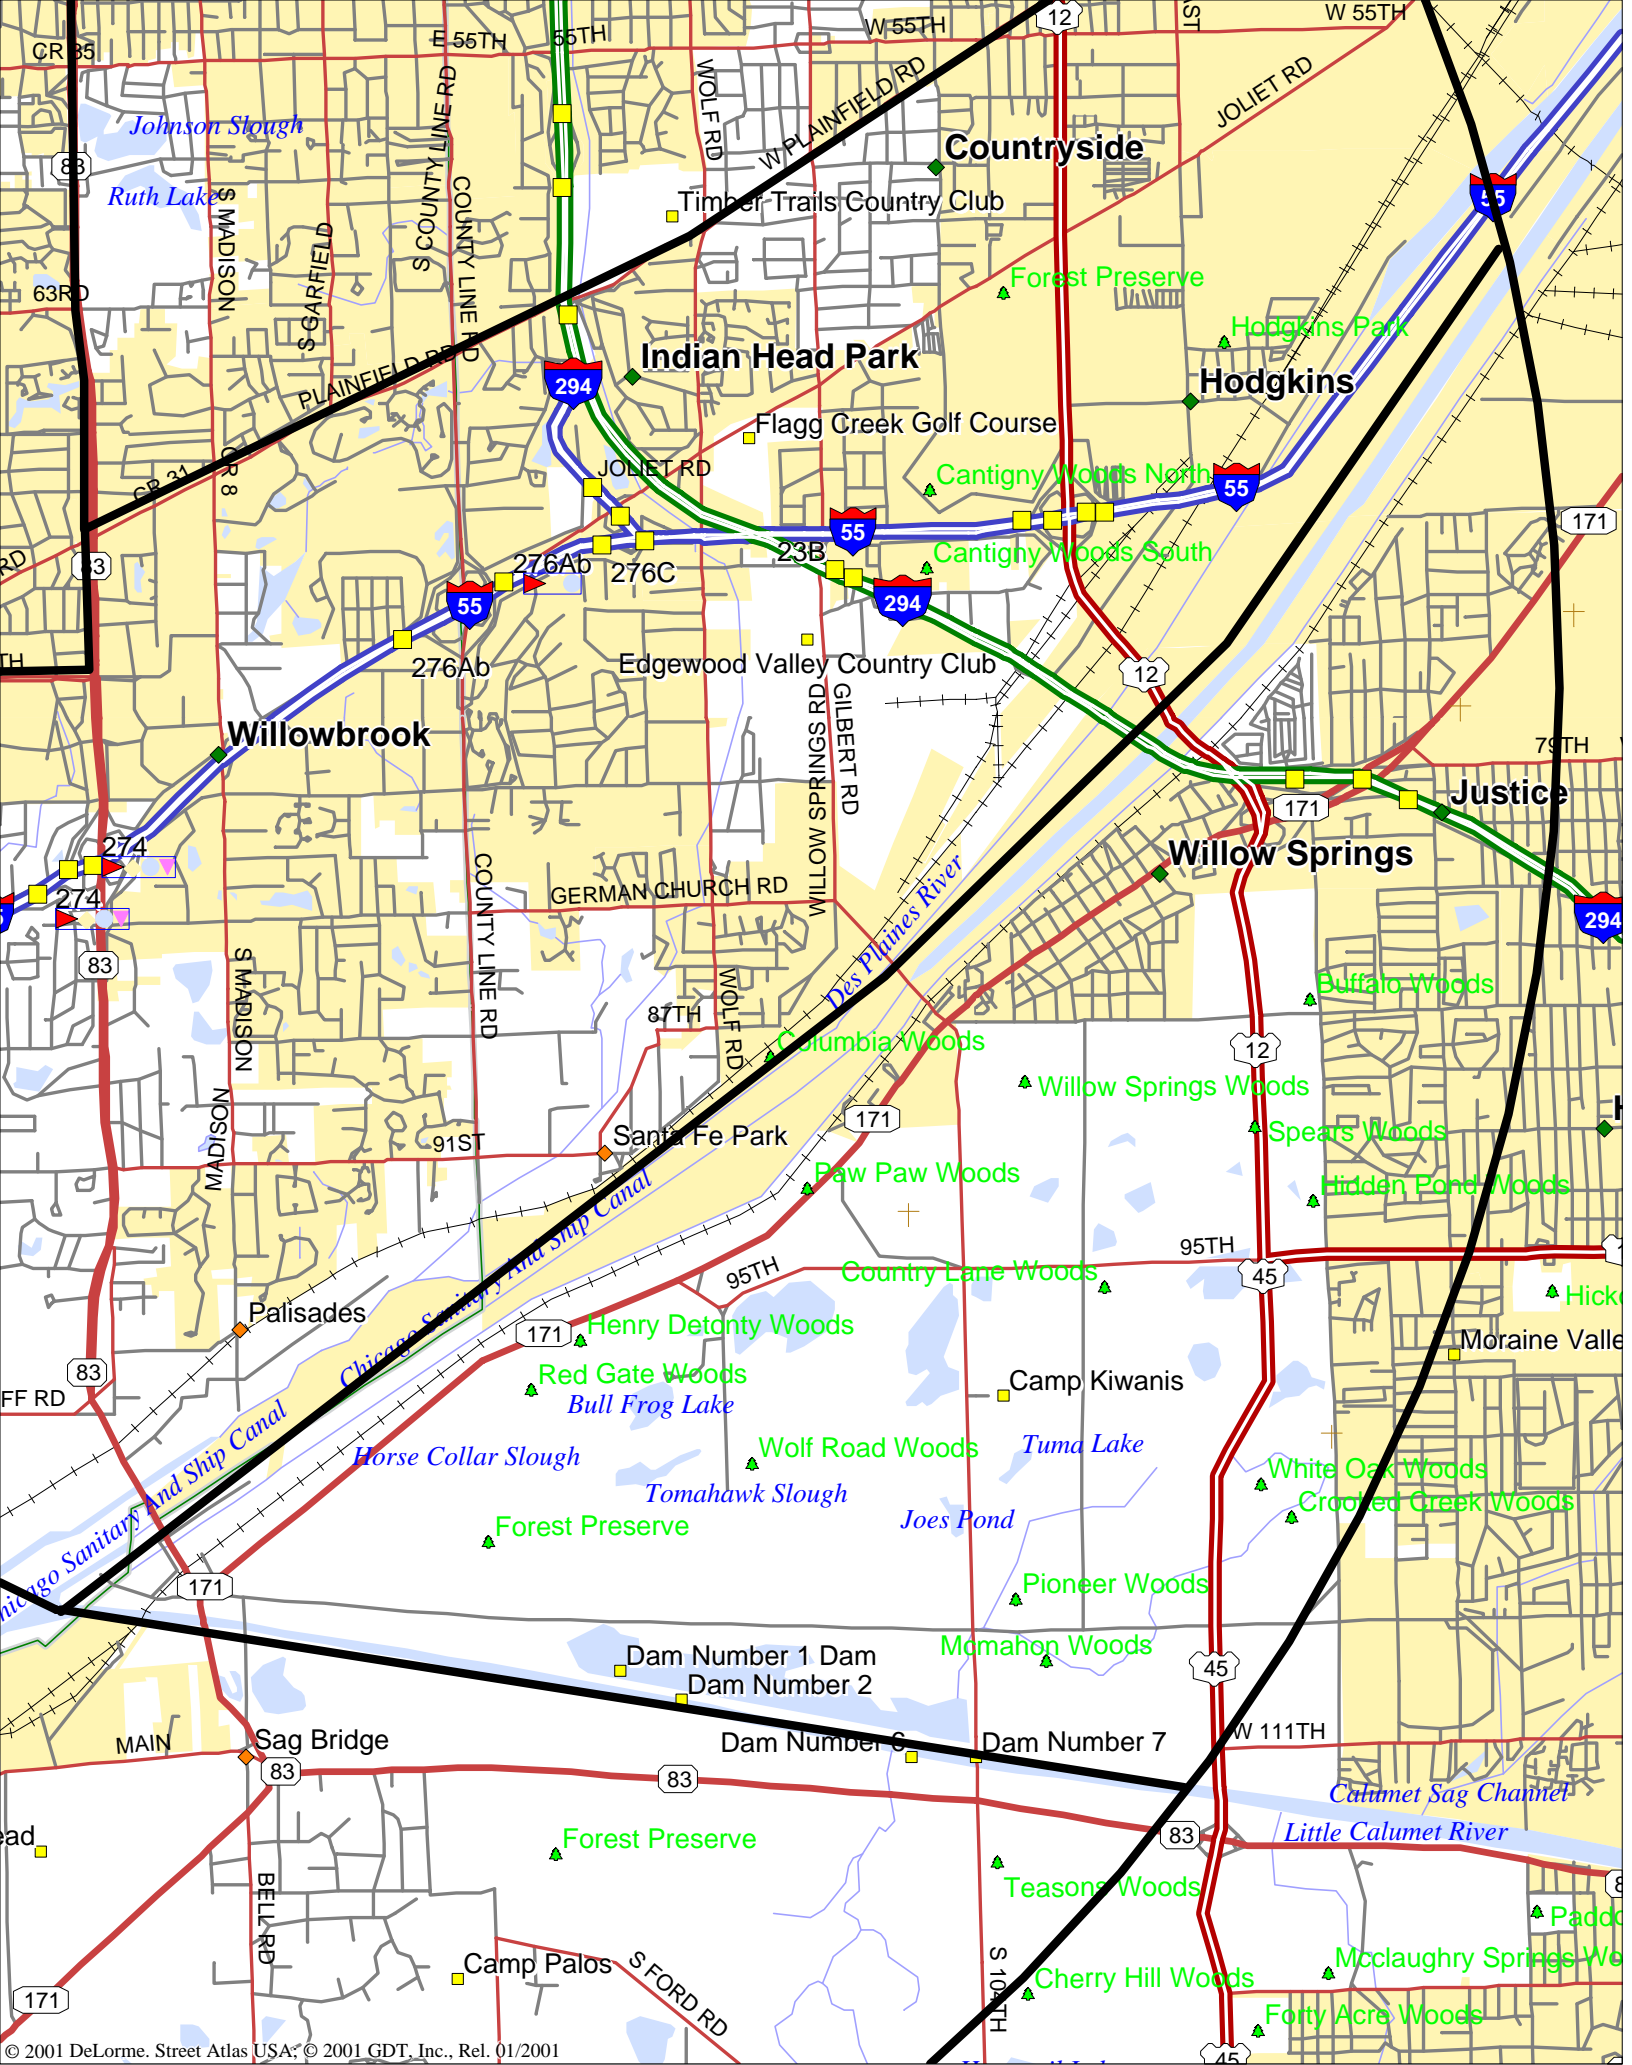 12
W 55TH
W 55TH
E 55TH
55TH
CR 35
S COUNTY LINE RD
WOLF RD
W PLAINFIELD RD
JOLIET RD
Johnson Slough
Countryside
83
Ruth Lake
S MADISON
COUNTY LINE RD
Timber Trails Country Club
55
S GARFIELD
63RD
Forest Preserve
Hodgkins Park
PLAINFIELD RD
Indian Head Park
294
Hodgkins
Flagg Creek Golf Course
CR 31
CR 8
JOLIET RD
Cantigny Woods North
55
171
55
23B
Cantigny Woods South
RD
83
276Ab
276C
55
294
TH
276Ab
Edgewood Valley Country Club
12
Willowbrook
WILLOW SPRINGS RD
GILBERT RD
79TH
171
Justice
274
Willow Springs
274
COUNTY LINE RD
GERMAN CHURCH RD
Des Plaines River
294
83
S MADISON
WOLF RD
Buffalo Woods
87TH
Columbia Woods
12
Willow Springs Woods
MADISON
171
91ST
Santa Fe Park
Spears Woods
Paw Paw Woods
Hidden Pond Woods
Chicago Sanitary And Ship Canal
95TH
95TH
Country Lane Woods
45
Palisades
171
Henry Detonty Woods
Moraine Valle
83
Red Gate Woods
Camp Kiwanis
FF RD
Bull Frog Lake
Chicago Sanitary And Ship Canal
Horse Collar Slough
Wolf Road Woods
Tuma Lake
White Oak Woods
Tomahawk Slough
Crooked Creek Woods
Joes Pond
Forest Preserve
171
Pioneer Woods
Mcmahon Woods
Dam Number 1 Dam
45
Dam Number 2
MAIN
Sag Bridge
Dam Number 6
Dam Number 7
W 111TH
83
83
Calumet Sag Channel
83
Little Calumet River
ead
Forest Preserve
BELL RD
Teasons Woods
Camp Palos
S FORD RD
S 104TH
Cherry Hill Woods
Mcclaughry Springs Wo
171
Forty Acre Woods
45
© 2001 DeLorme. Street Atlas USA; © 2001 GDT, Inc., Rel. 01/2001